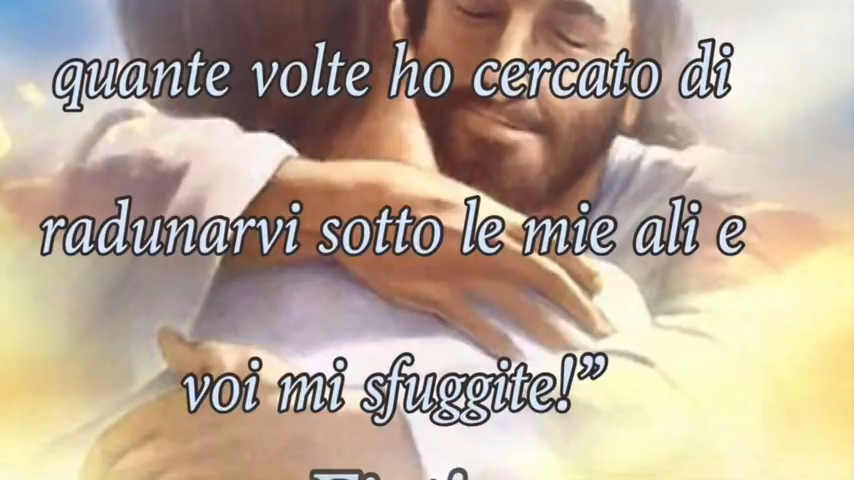 quante volte ho cercato di
radunarvi sotto le mie ali e
voi mi sfuggite!”